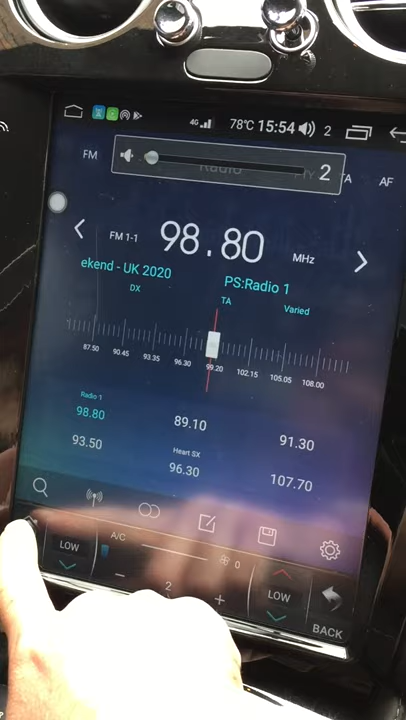 4G 78℃ 15:54 2
FM Radio TA AF
2
FM 1-1 98.80 MHz
ekend - UK 2020 PS:Radio 1
DX TA Varied
87.50 90.45 93.35 96.30 99.20 102.15 105.05 108.00
Radio 1
98.80 89.10 91.30
Heart SX
93.50 96.30 107.70
LOW A/C 0 LOW
− 2 +
BACK